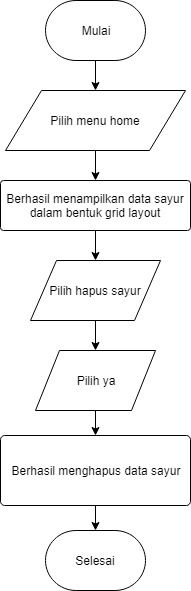 Mulai
Pilih menu home
Berhasil menampilkan data sayur
dalam bentuk grid layout
Pilih hapus sayur
Pilih ya
Berhasil menghapus data sayur
Selesai